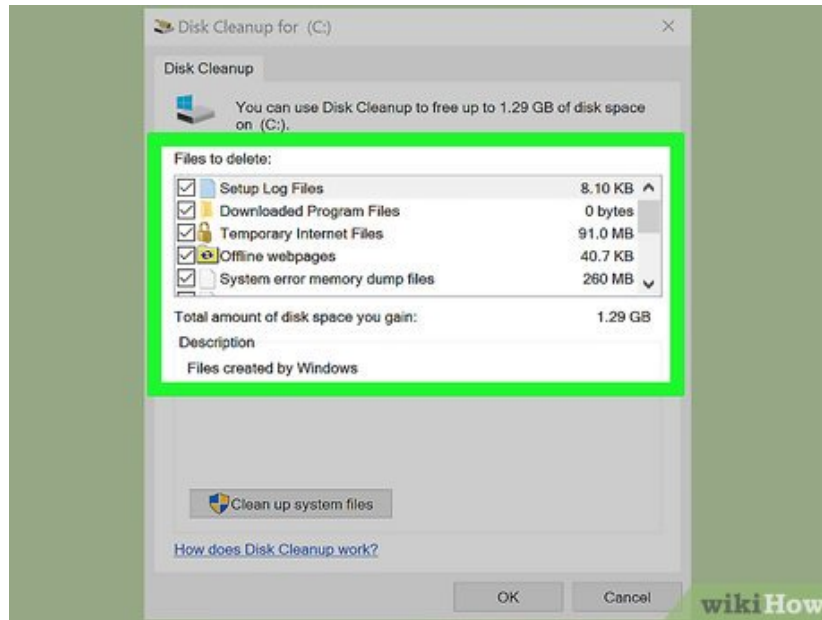 Disk Cleanup for (C:)
Disk Cleanup
You can use Disk Cleanup to free up to 1.29 GB of disk space
on (C:).
Files to delete:
Setup Log Files 8.10 KB
Downloaded Program Files 0 bytes
Temporary Internet Files 91.0 MB
Offline webpages 40.7 KB
System error memory dump files 260 MB
Total amount of disk space you gain: 1.29 GB
Description
Files created by Windows
Clean up system files
How does Disk Cleanup work?
OK Cancel
wikiHow